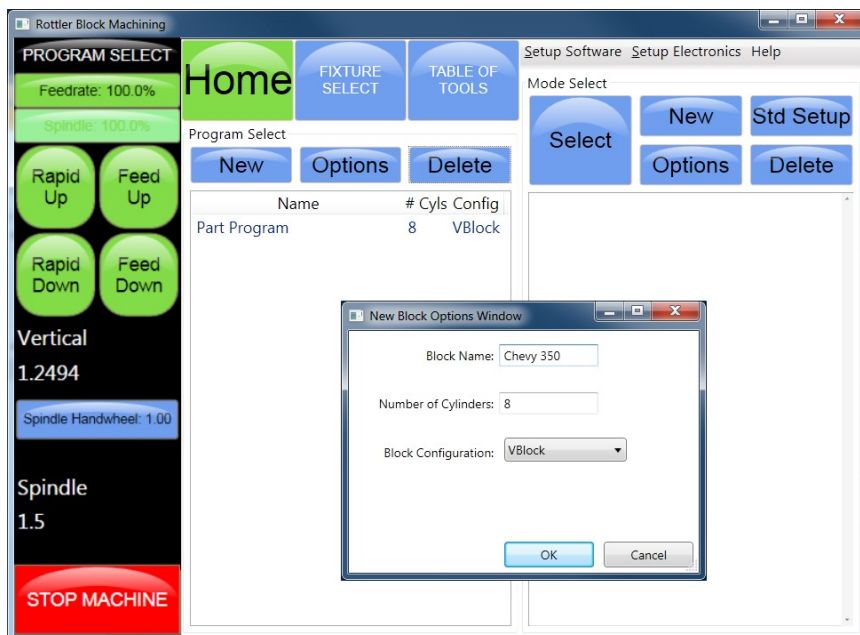 Rottler Block Machining
PROGRAM SELECT
Feedrate: 100.0%
Spindle: 100.0%
Rapid Up
Feed Up
Rapid Down
Feed Down
Vertical
1.2494
Spindle Handwheel: 1.00
Spindle
1.5
STOP MACHINE
Home
FIXTURE SELECT
TABLE OF TOOLS
Program Select
New Options Delete
Name # Cyls Config
Part Program 8 VBlock
Setup Software Setup Electronics Help
Mode Select
Select
New Std Setup
Options Delete
New Block Options Window
Block Name: Chevy 350
Number of Cylinders: 8
Block Configuration: VBlock
OK Cancel